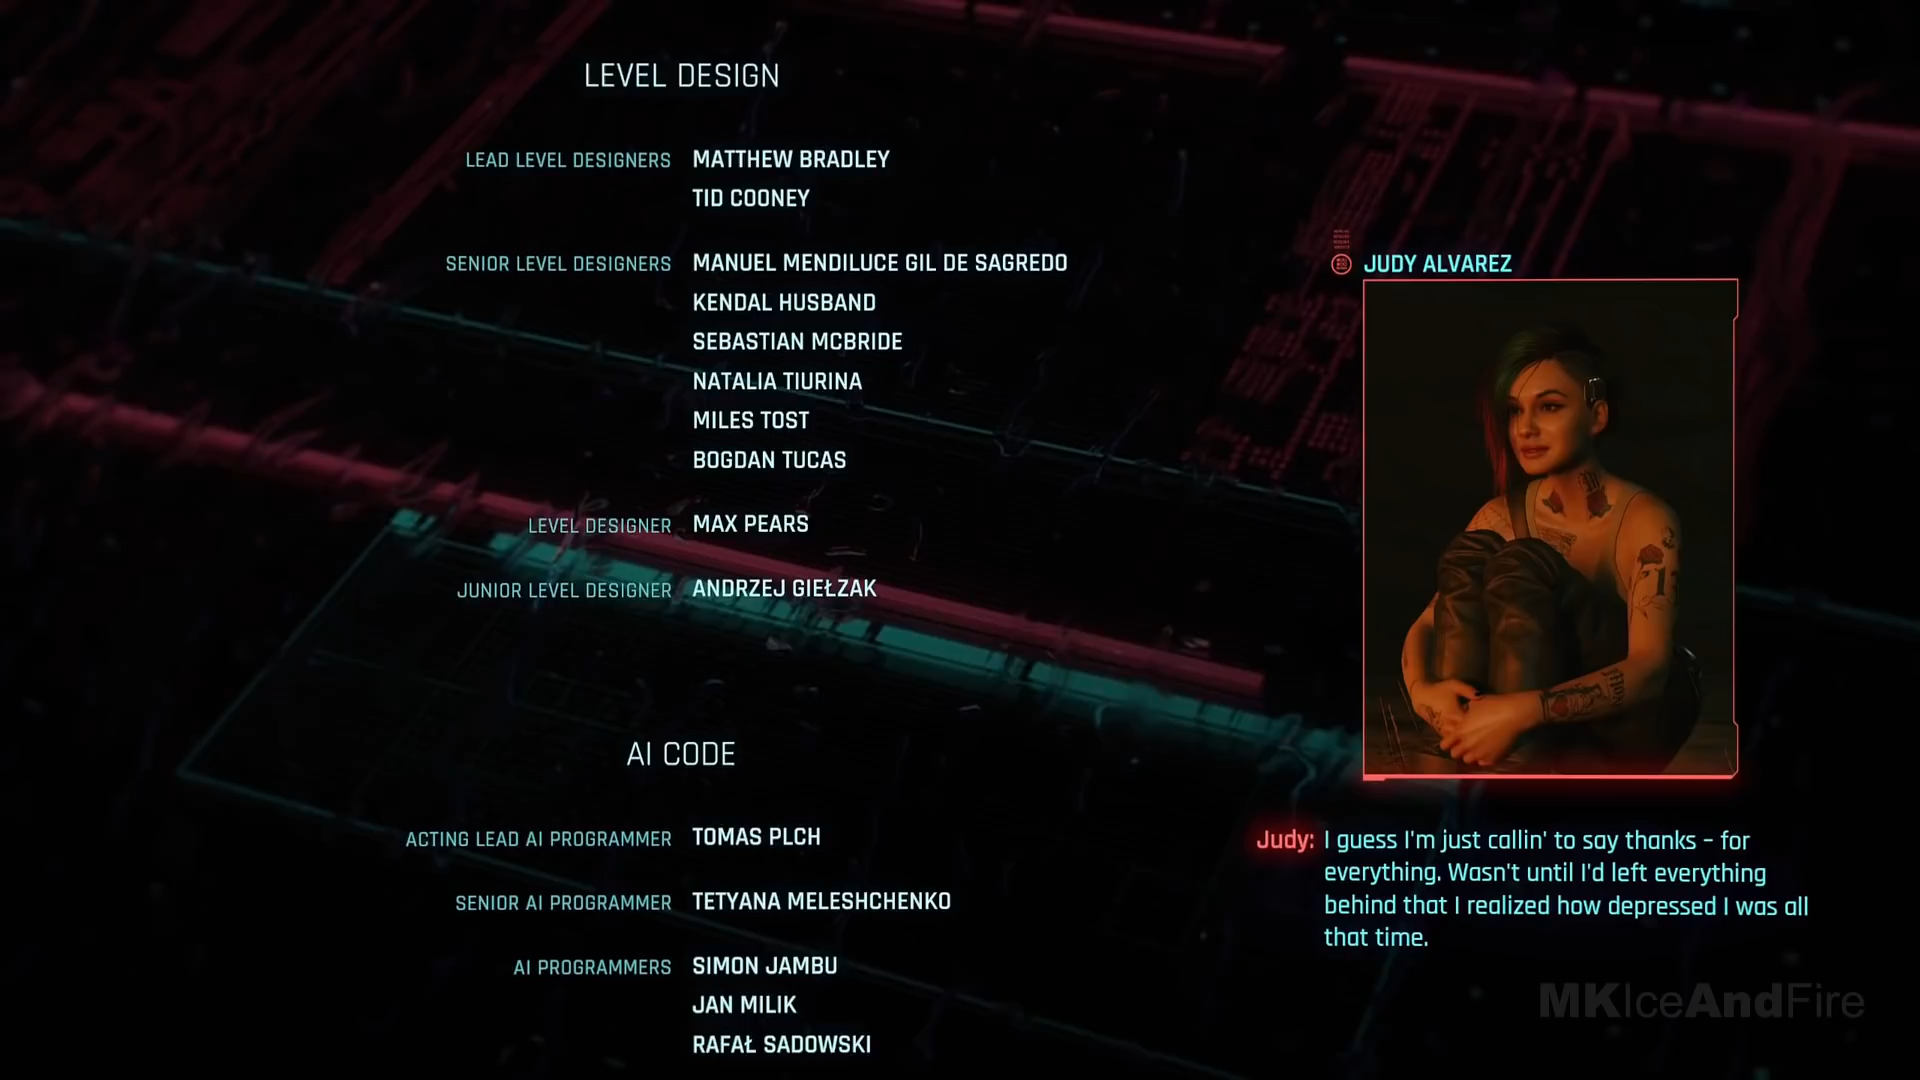 LEVEL DESIGN
LEAD LEVEL DESIGNERS MATTHEW BRADLEY
TID COONEY
SENIOR LEVEL DESIGNERS MANUEL MENDILUCE GIL DE SAGREDO
KENDAL HUSBAND
SEBASTIAN MCBRIDE
NATALIA TIURINA
MILES TOST
BOGDAN TUCAS
LEVEL DESIGNER MAX PEARS
JUNIOR LEVEL DESIGNER ANDRZEJ GIEŁZAK
AI CODE
ACTING LEAD AI PROGRAMMER TOMAS PLCH
SENIOR AI PROGRAMMER TETYANA MELESHCHENKO
AI PROGRAMMERS SIMON JAMBU
JAN MILIK
RAFAŁ SADOWSKI
JUDY ALVAREZ
Judy: I guess I'm just callin' to say thanks – for
everything. Wasn't until I'd left everything
behind that I realized how depressed I was all
that time.
MKIceAndFire